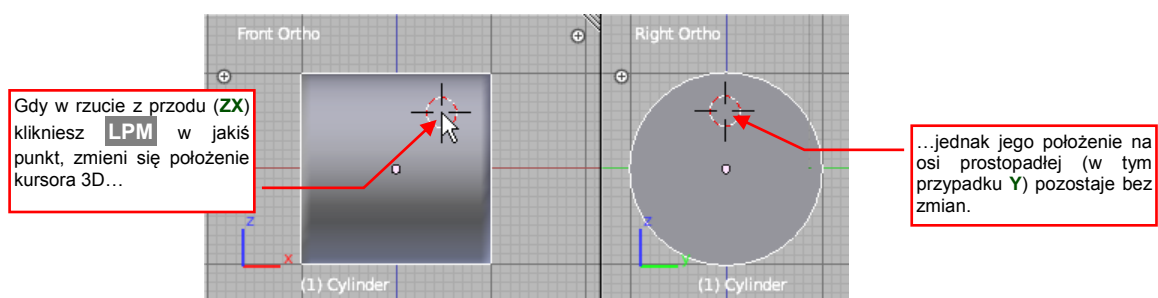 Front Ortho
Right Ortho
Gdy w rzucie z przodu (ZX)
klikniesz LPM w jakiś
punkt, zmieni się położenie
kursora 3D…
…jednak jego położenie na
osi prostopadłej (w tym
przypadku Y) pozostaje bez
zmian.
z
x
(1) Cylinder
z
y
(1) Cylinder